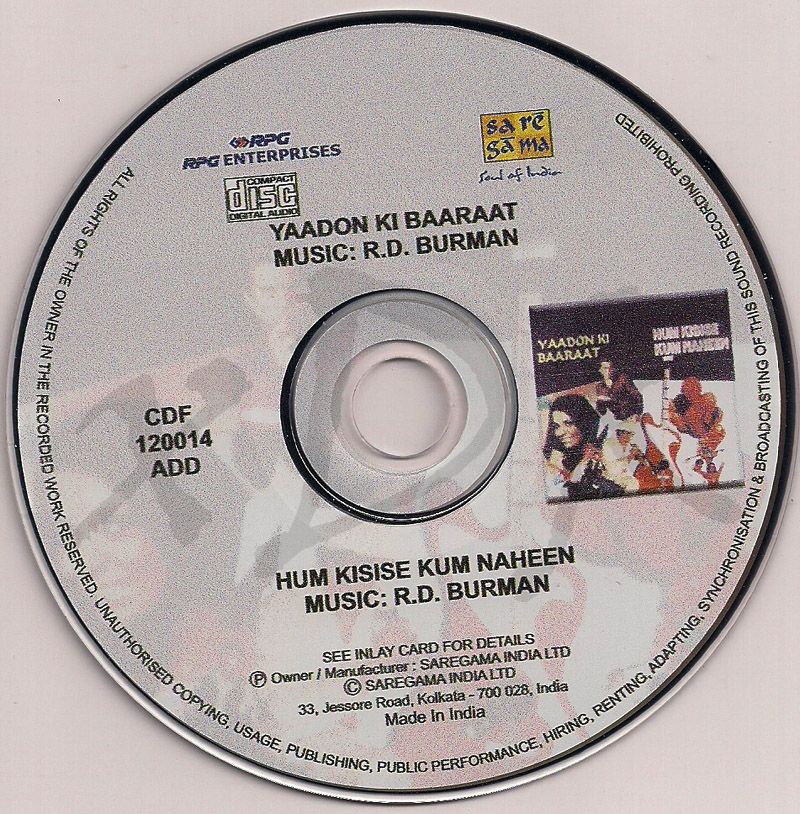 RPG
RPG ENTERPRISES
COMPACT
disc
DIGITAL AUDIO
sa rē
gā ma
Soul of India
YAADON KI BAARAAT
MUSIC: R.D. BURMAN
YAADON KI
BAARAAT
HUM KISISE
KUM NAHEEN
CDF
120014
ADD
HUM KISISE KUM NAHEEN
MUSIC: R.D. BURMAN
SEE INLAY CARD FOR DETAILS
Ⓟ Owner / Manufacturer : SAREGAMA INDIA LTD
© SAREGAMA INDIA LTD
33, Jessore Road, Kolkata - 700 028, India
Made In India
ALL RIGHTS OF THE OWNER IN THE RECORDED WORK RESERVED. UNAUTHORISED COPYING, USAGE, PUBLISHING, PUBLIC PERFORMANCE, HIRING, RENTING, ADAPTING, SYNCHRONISATION & BROADCASTING OF THIS SOUND RECORDING PROHIBITED